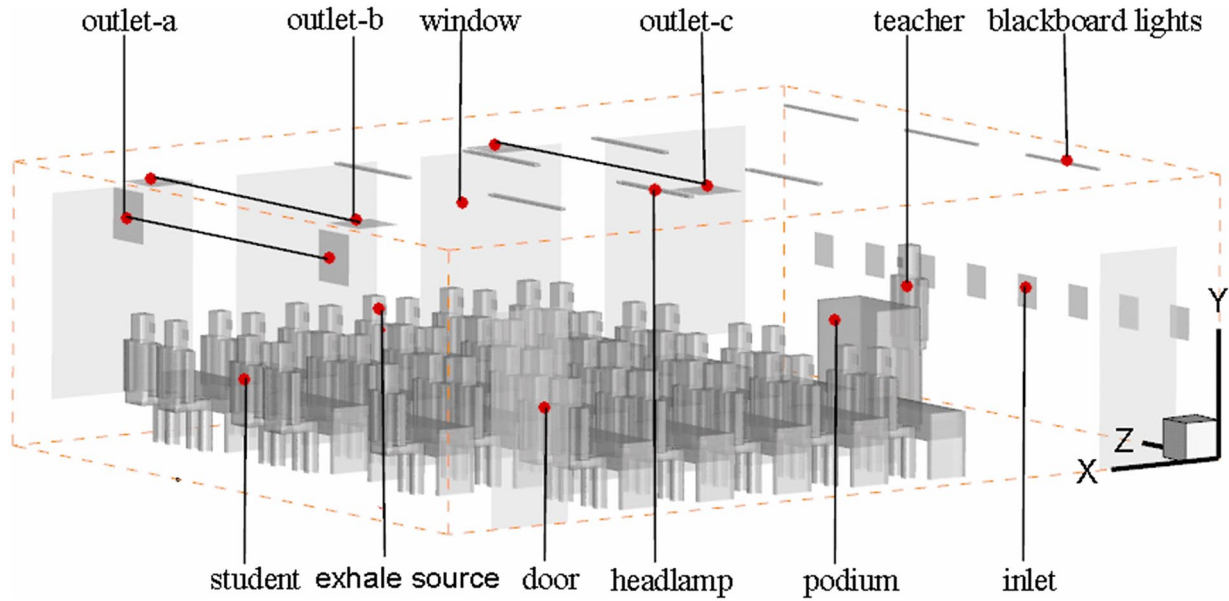 outlet-a outlet-b window outlet-c teacher blackboard lights
Y
Z
X
student exhale source door headlamp podium inlet